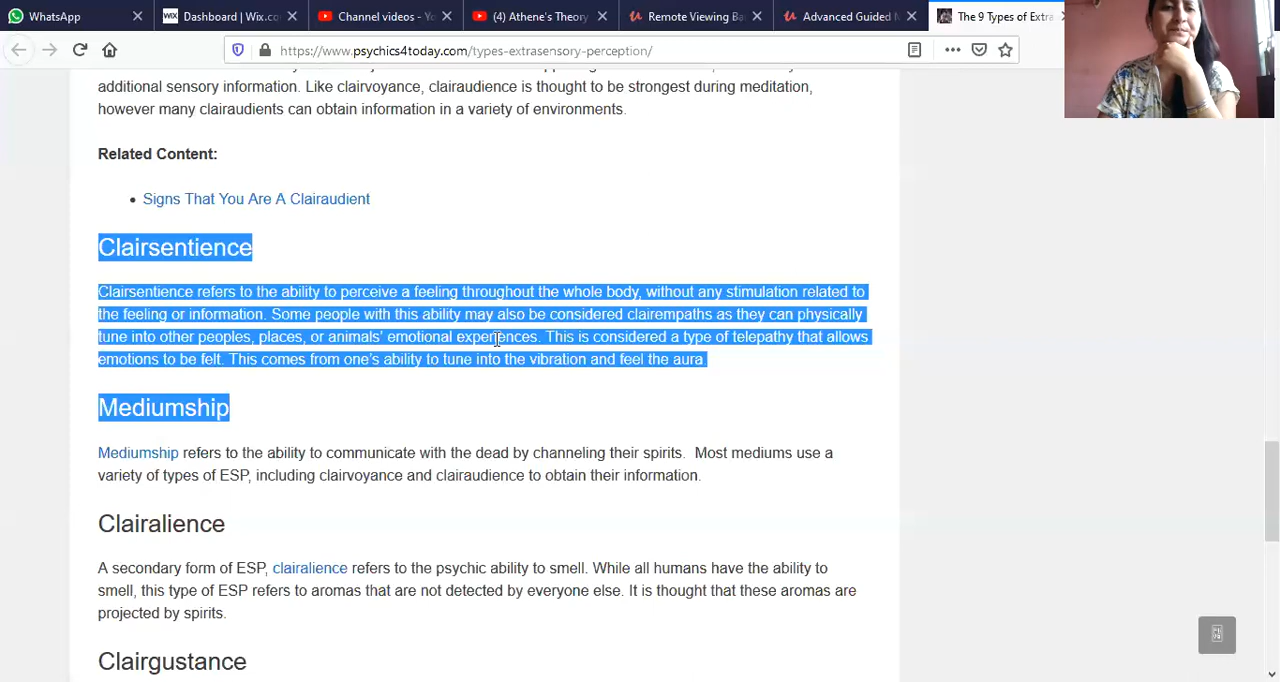 WhatsApp
Dashboard | Wix.co
Channel videos - Yo
(4) Athene's Theory
Remote Viewing Ba
Advanced Guided M
The 9 Types of Extra
https://www.psychics4today.com/types-extrasensory-perception/
additional sensory information. Like clairvoyance, clairaudience is thought to be strongest during meditation,
however many clairaudients can obtain information in a variety of environments.
Related Content:
Signs That You Are A Clairaudient
Clairsentience
Clairsentience refers to the ability to perceive a feeling throughout the whole body, without any stimulation related to
the feeling or information. Some people with this ability may also be considered clairempaths as they can physically
tune into other peoples, places, or animals' emotional experiences. This is considered a type of telepathy that allows
emotions to be felt. This comes from one's ability to tune into the vibration and feel the aura
Mediumship
Mediumship refers to the ability to communicate with the dead by channeling their spirits. Most mediums use a
variety of types of ESP, including clairvoyance and clairaudience to obtain their information.
Clairalience
A secondary form of ESP, clairalience refers to the psychic ability to smell. While all humans have the ability to
smell, this type of ESP refers to aromas that are not detected by everyone else. It is thought that these aromas are
projected by spirits.
Clairgustance